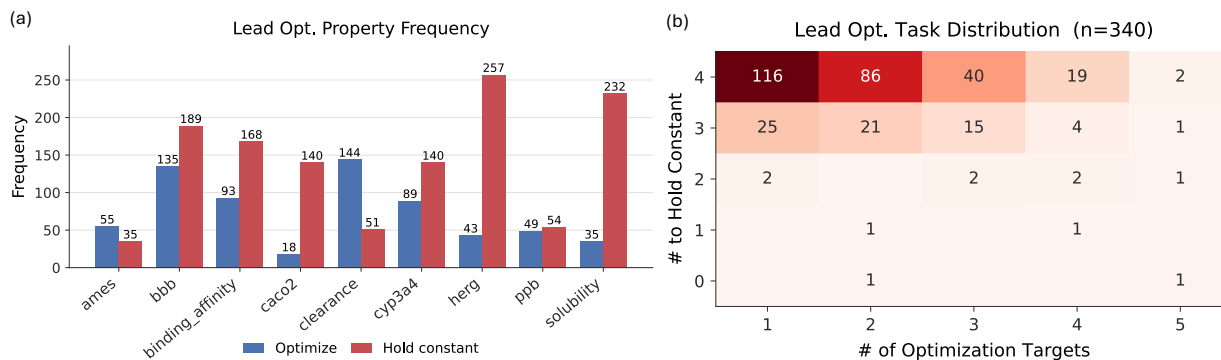 (a)
Lead Opt. Property Frequency
Frequency
250
200
150
100
50
0
55 35
135 189
93 168
18 140
144 51
89 140
43 257
49 54
35 232
ames bbb binding_affinity caco2 clearance cyp3a4 herg ppb solubility
Optimize Hold constant
(b)
Lead Opt. Task Distribution (n=340)
# to Hold Constant
4 116 86 40 19 2
3 25 21 15 4 1
2 2 2 2 1
1 1 1
0 1 1
1 2 3 4 5
# of Optimization Targets